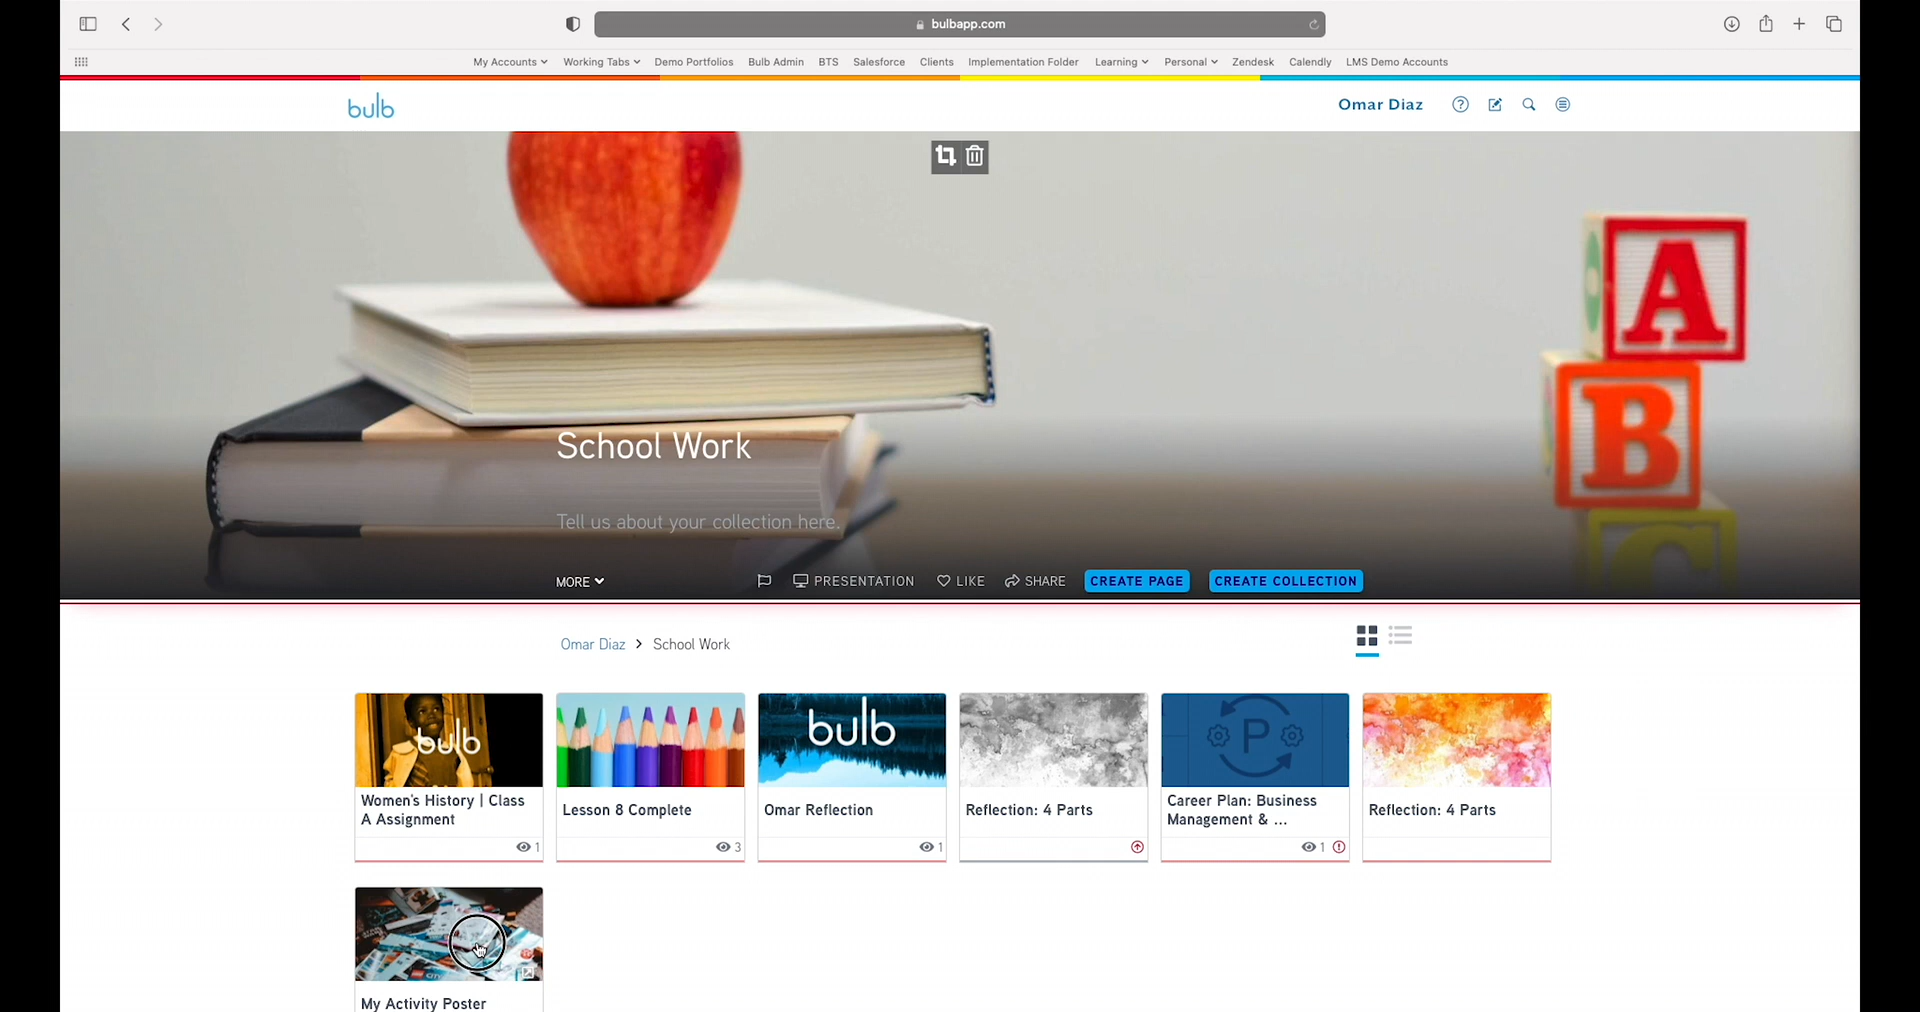 bulbapp.com
My Accounts Working Tabs Demo Portfolios Bulb Admin BTS Salesforce Clients Implementation Folder Learning Personal Zendesk Calendly LMS Demo Accounts
bulb
Omar Diaz
A
B
C
School Work
Tell us about your collection here.
MORE PRESENTATION LIKE SHARE CREATE PAGE CREATE COLLECTION
Omar Diaz > School Work
bulb
bulb
P
Women's History | Class
A Assignment
Lesson 8 Complete
Omar Reflection
Reflection: 4 Parts
Career Plan: Business
Management & ...
Reflection: 4 Parts
1
3
1
1
My Activity Poster